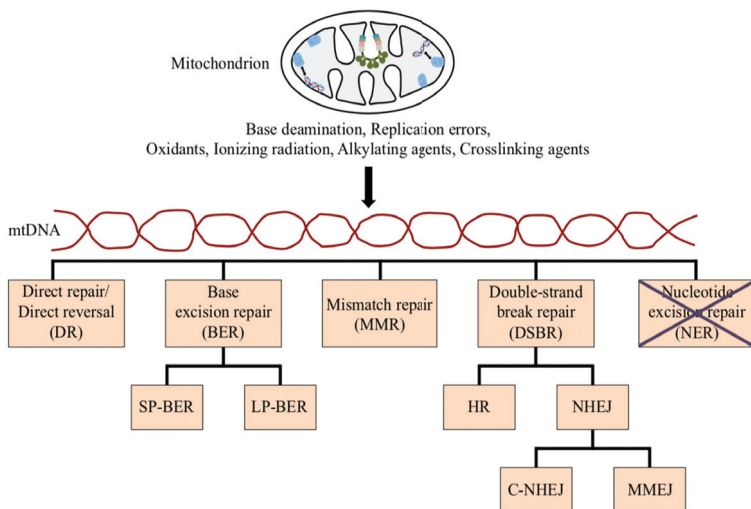 Mitochondrion
Base deamination, Replication errors,
Oxidants, Ionizing radiation, Alkylating agents, Crosslinking agents
mtDNA
Direct repair/
Direct reversal
(DR)
Base
excision repair
(BER)
Mismatch repair
(MMR)
Double-strand
break repair
(DSBR)
Nucleotide
excision repair
(NER)
SP-BER
LP-BER
HR
NHEJ
C-NHEJ
MMEJ